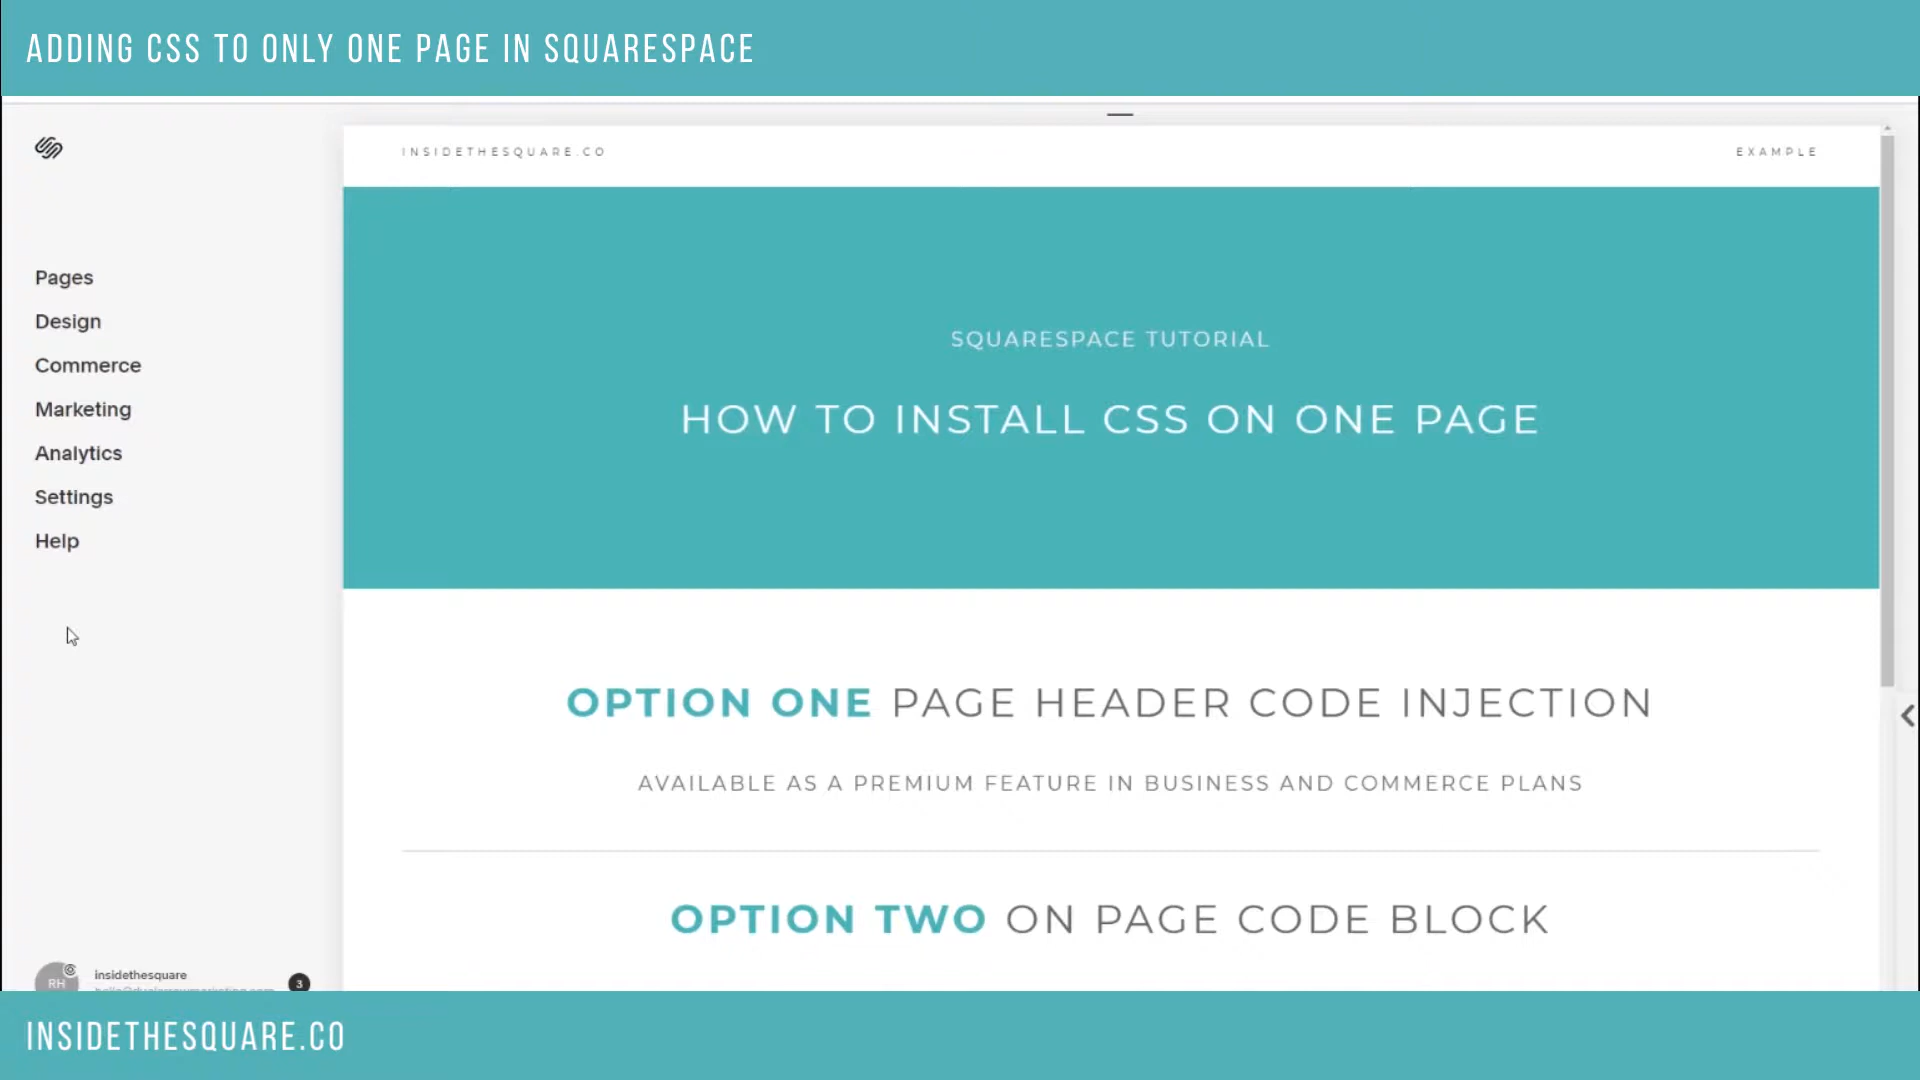 ADDING CSS TO ONLY ONE PAGE IN SQUARESPACE
INSIDETHESQUARE.CO
EXAMPLE
Pages
Design
Commerce
Marketing
Analytics
Settings
Help
SQUARESPACE TUTORIAL
HOW TO INSTALL CSS ON ONE PAGE
OPTION ONE PAGE HEADER CODE INJECTION
AVAILABLE AS A PREMIUM FEATURE IN BUSINESS AND COMMERCE PLANS
OPTION TWO ON PAGE CODE BLOCK
RH
insidethesquare
3
INSIDETHESQUARE.CO